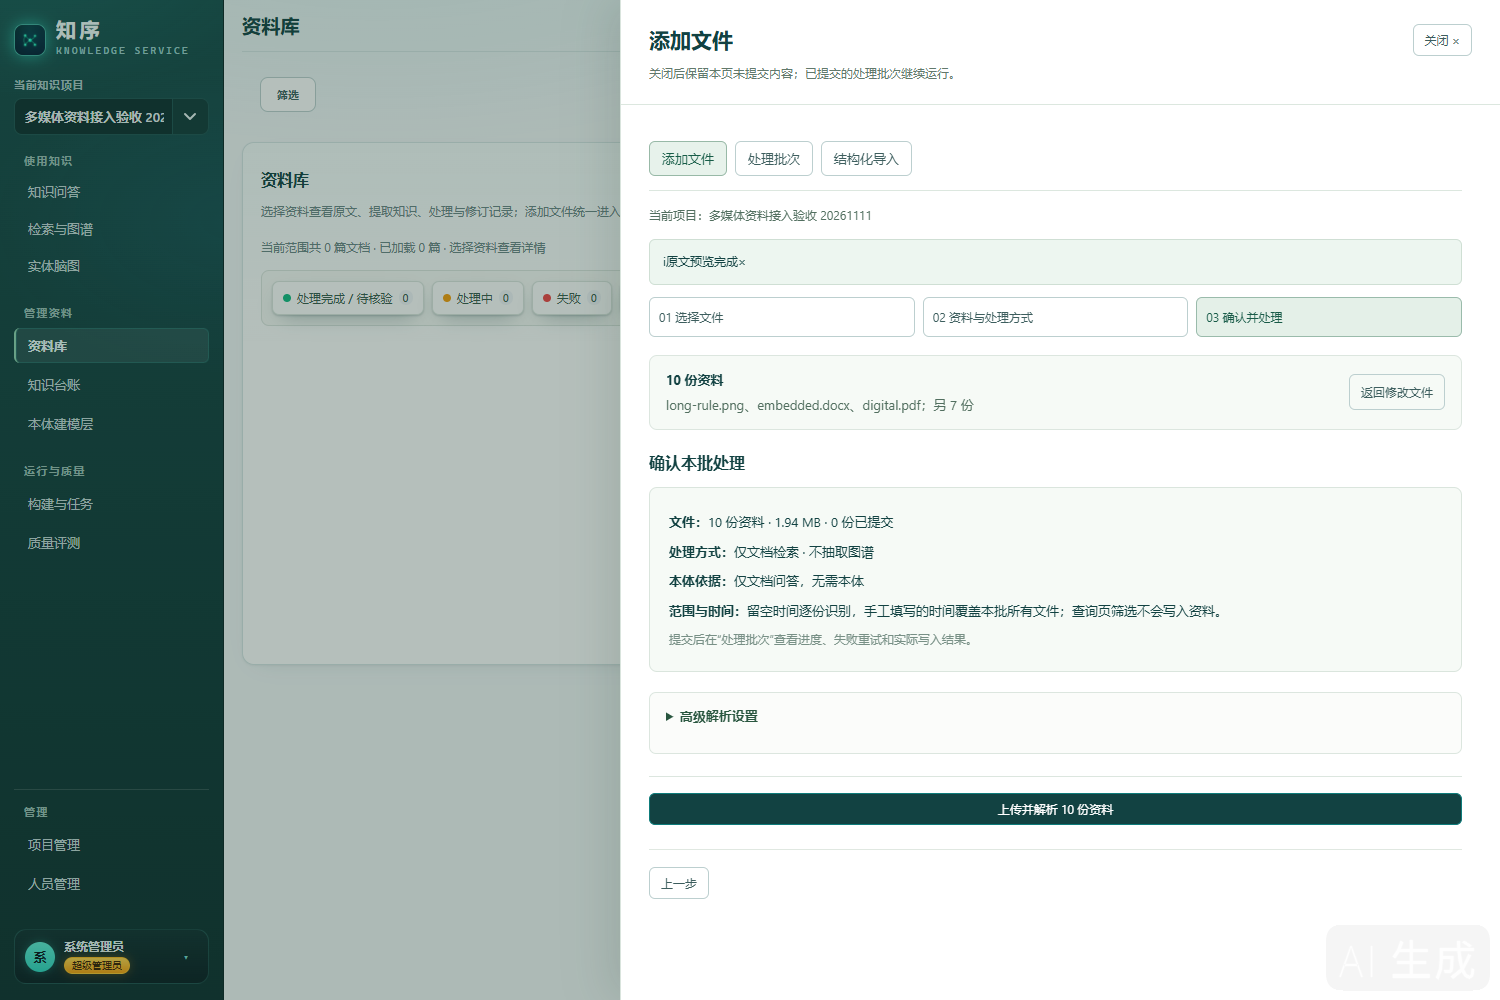 知序
KNOWLEDGE SERVICE
当前知识项目
多媒体资料接入验收 202
使用知识
知识问答
检索与图谱
实体脑图
管理资料
资料库
知识台账
本体建模层
运行与质量
构建与任务
质量评测
管理
项目管理
人员管理
系
系统管理员
超级管理员
资料库
筛选
资料库
选择资料查看原文、提取知识、处理与修订记录；添加文件统一进入
当前范围共 0 篇文档 · 已加载 0 篇 · 选择资料查看详情
处理完成 / 待核验 0
处理中 0
失败 0
添加文件
关闭 ×
关闭后保留本页未提交内容；已提交的处理批次继续运行。
添加文件
处理批次
结构化导入
当前项目：多媒体资料接入验收 20261111
i原文预览完成×
01 选择文件
02 资料与处理方式
03 确认并处理
10 份资料
long-rule.png、embedded.docx、digital.pdf；另 7 份
返回修改文件
确认本批处理
文件：10 份资料 · 1.94 MB · 0 份已提交
处理方式：仅文档检索 · 不抽取图谱
本体依据：仅文档问答，无需本体
范围与时间：留空时间逐份识别，手工填写的时间覆盖本批所有文件；查询页筛选不会写入资料。
提交后在“处理批次”查看进度、失败重试和实际写入结果。
高级解析设置
上传并解析 10 份资料
上一步
AI 生成